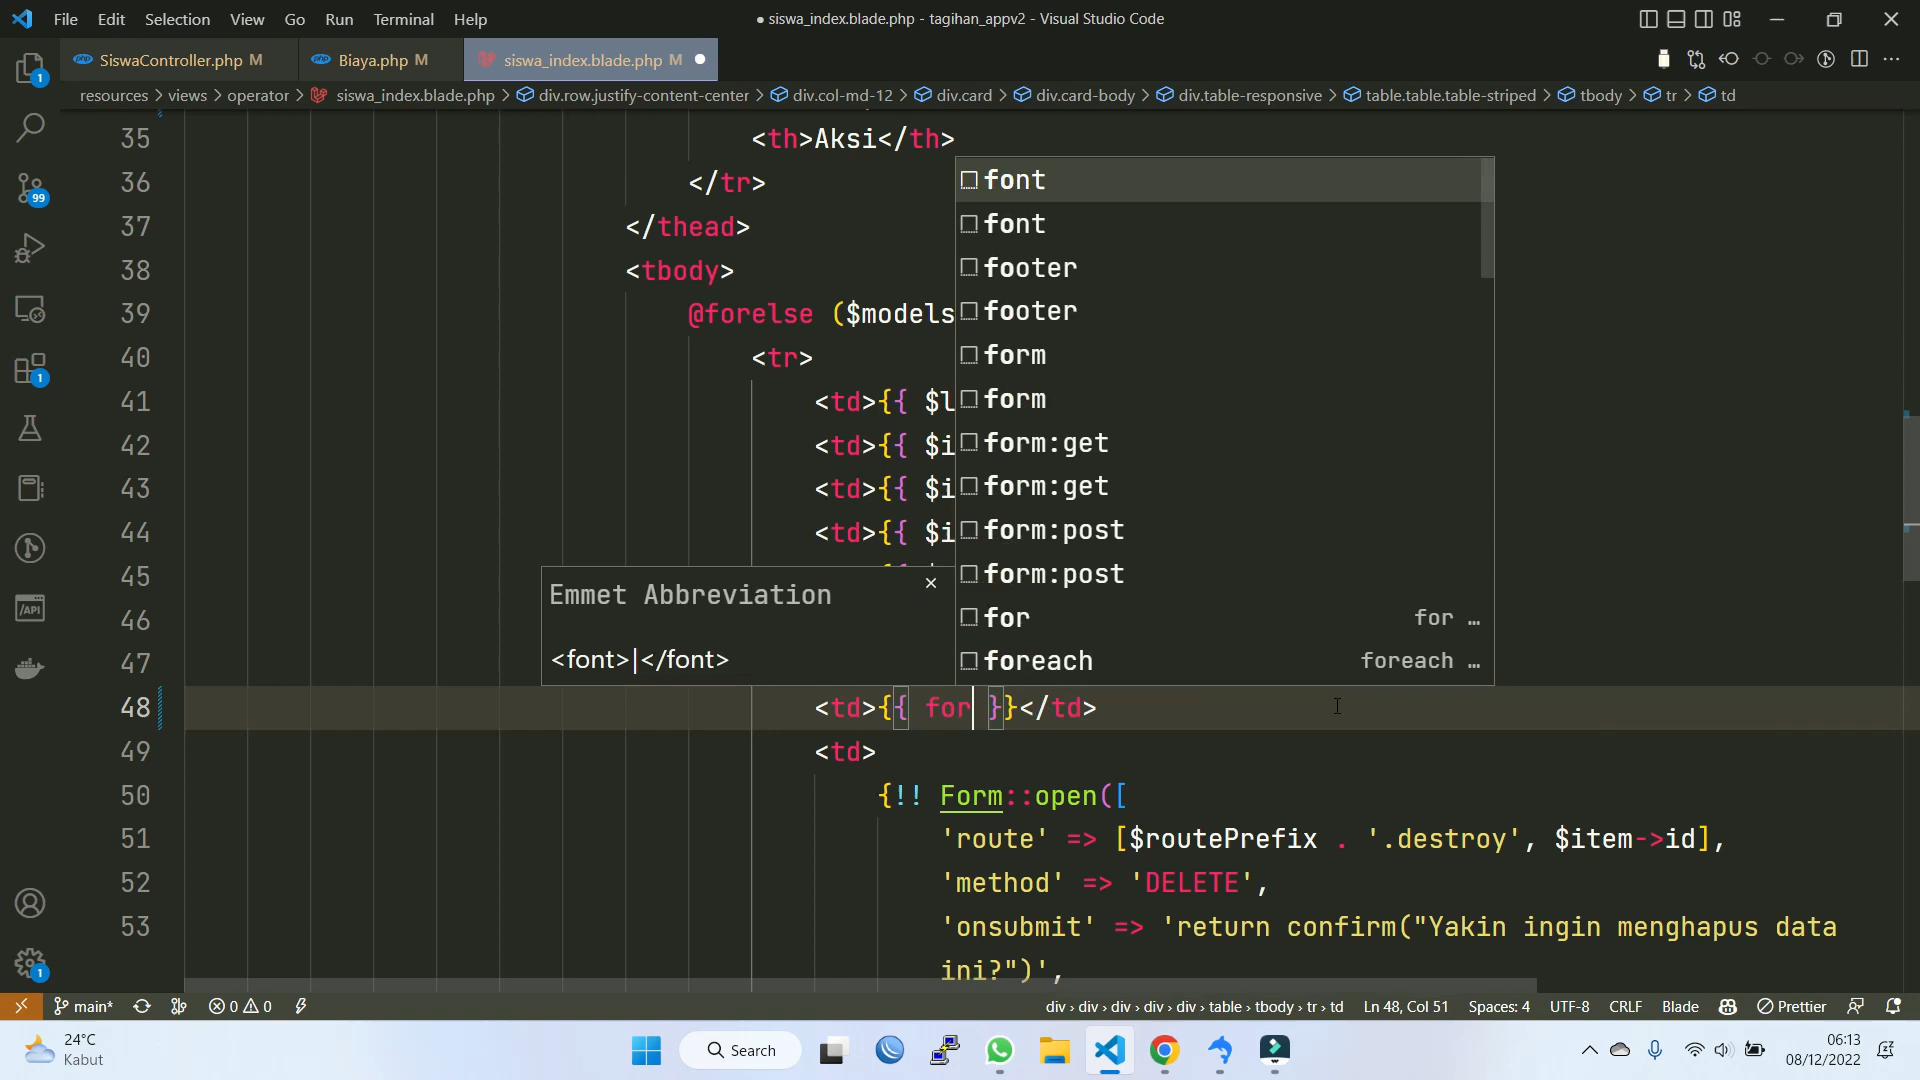 File Edit Selection View Go Run Terminal Help
● siswa_index.blade.php - tagihan_appv2 - Visual Studio Code
SiswaController.php M
Biaya.php M
siswa_index.blade.php M
resources > views > operator > siswa_index.blade.php > div.row.justify-content-center > div.col-md-12 > div.card > div.card-body > div.table-responsive > table.table.table-striped > tbody > tr > td
35 <th>Aksi</th>
36 </tr>
37 </thead>
38 <tbody>
39 @forelse ($models
40 <tr>
41 <td>{{ $l
42 <td>{{ $i
43 <td>{{ $i
44 <td>{{ $i
45
46
47
48 <td>{{ for }}</td>
49 <td>
50 {!! Form::open([
51 'route' => [$routePrefix . '.destroy', $item->id],
52 'method' => 'DELETE',
53 'onsubmit' => 'return confirm("Yakin ingin menghapus data
ini?")',
font
font
footer
footer
form
form
form:get
form:get
form:post
form:post
for for ...
foreach foreach ...
Emmet Abbreviation
<font>|</font>
1
99
1
1
/API
main* 0 0
div > div > div > div > div > table > tbody > tr > td
Ln 48, Col 51
Spaces: 4
UTF-8
CRLF
Blade
Prettier
24°C
Kabut
Search
06:13
08/12/2022